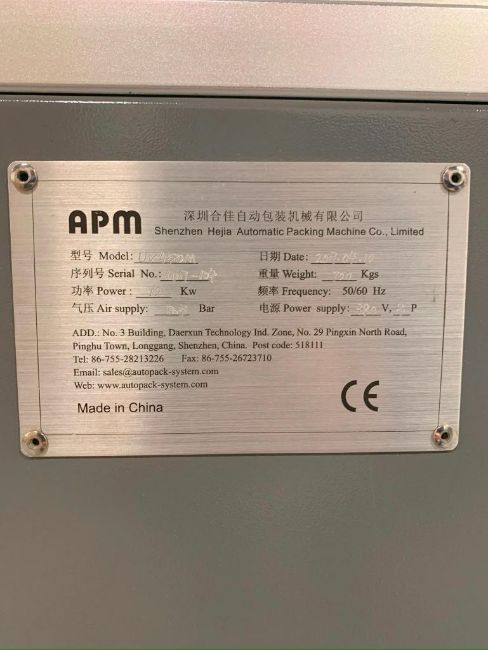 APM
深圳合佳自动包装机械有限公司
Shenzhen Hejia Automatic Packing Machine Co., Limited
型号 Model:
日期 Date:
序列号 Serial No.:
重量 Weight: Kgs
功率 Power: Kw
频率 Frequency: 50/60 Hz
气压 Air supply: Bar
电源 Power supply: V, P
ADD.: No. 3 Building, Daerxun Technology Ind. Zone, No. 29 Pingxin North Road,
Pinghu Town, Longgang, Shenzhen, China. Post code: 518111
Tel: 86-755-28213226 Fax: 86-755-26723710
Email: sales@autopack-system.com
Web: www.autopack-system.com
Made in China
CE